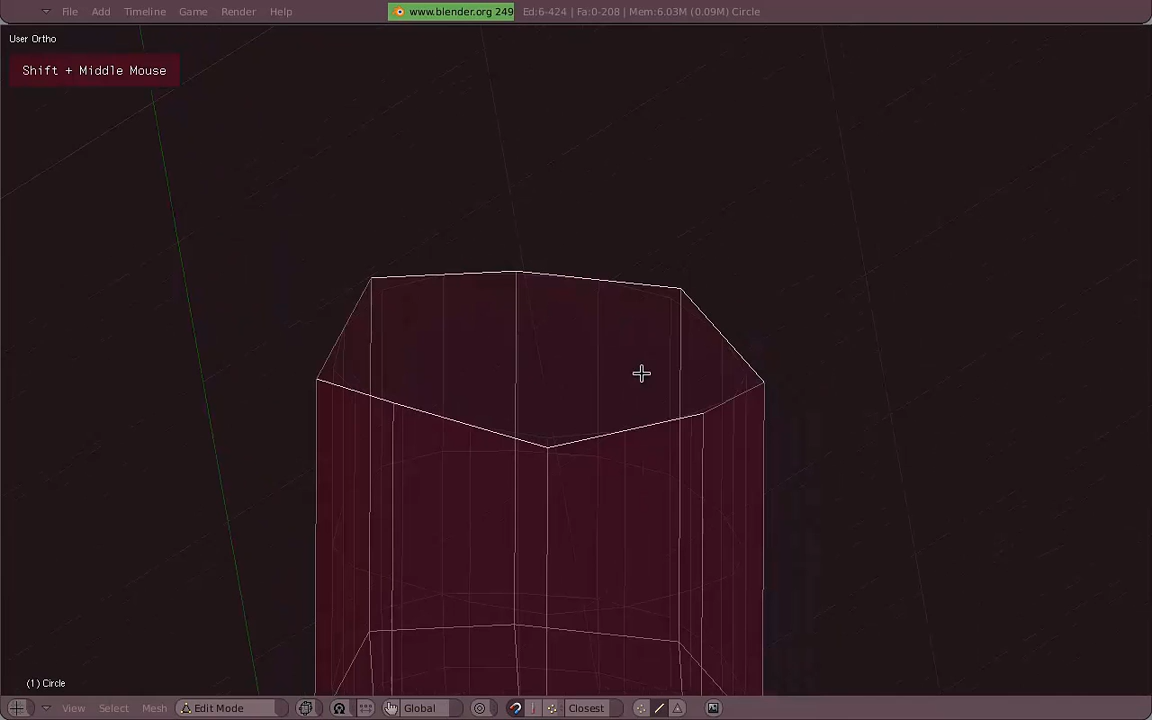 File Add Timeline Game Render Help www.blender.org 249 Ed:6-424 | Fa:0-208 | Mem:6.03M (0.09M) Circle
User Ortho
Shift + Middle Mouse
(1) Circle
View Select Mesh Edit Mode Global Closest